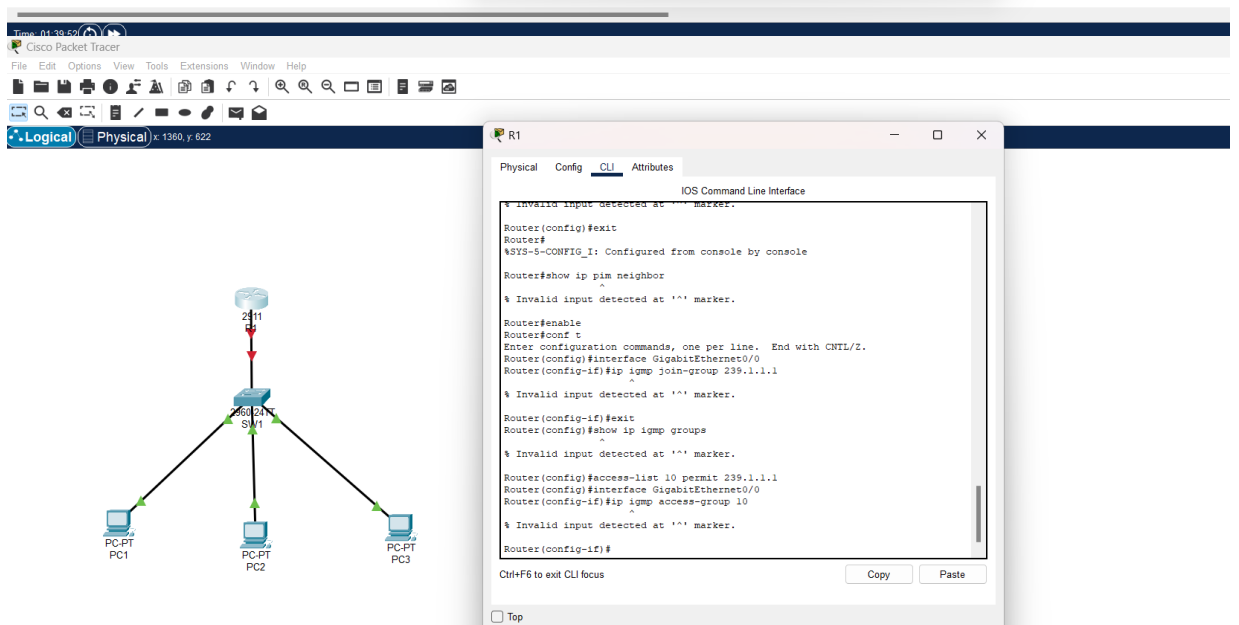 Time: 01:39:52
Cisco Packet Tracer
File Edit Options View Tools Extensions Window Help
Logical Physical x: 1360, y: 622
2911
R1
2960-24TT
SW1
PC-PT
PC1
PC-PT
PC2
PC-PT
PC3
R1
Physical Config CLI Attributes
IOS Command Line Interface
% Invalid input detected at '^' marker.
Router(config)#exit
Router#
%SYS-5-CONFIG_I: Configured from console by console
Router#show ip pim neighbor
^
% Invalid input detected at '^' marker.
Router#enable
Router#conf t
Enter configuration commands, one per line. End with CNTL/Z.
Router(config)#interface GigabitEthernet0/0
Router(config-if)#ip igmp join-group 239.1.1.1
^
% Invalid input detected at '^' marker.
Router(config-if)#exit
Router(config)#show ip igmp groups
^
% Invalid input detected at '^' marker.
Router(config)#access-list 10 permit 239.1.1.1
Router(config)#interface GigabitEthernet0/0
Router(config-if)#ip igmp access-group 10
^
% Invalid input detected at '^' marker.
Router(config-if)#
Ctrl+F6 to exit CLI focus
Copy
Paste
Top